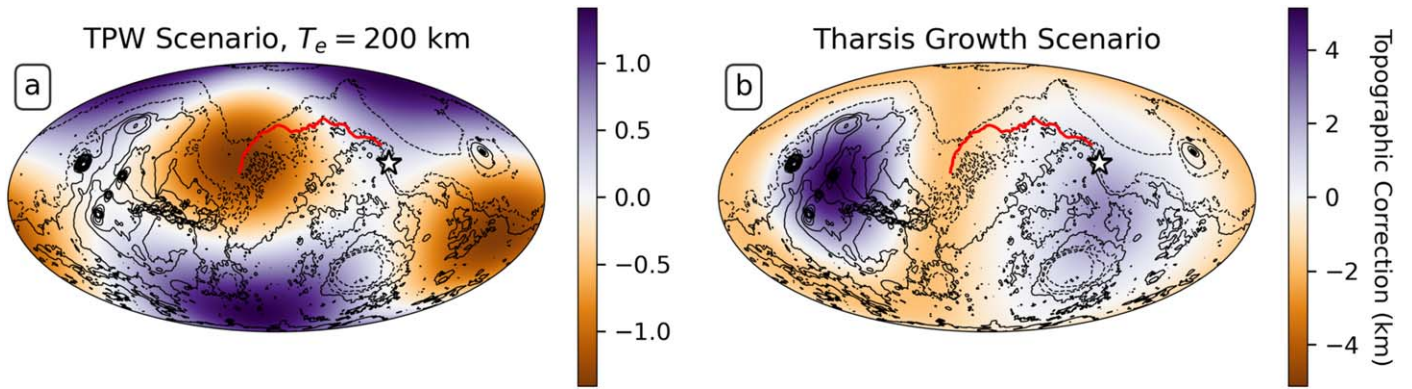 TPW Scenario, Tₑ = 200 km
a
1.0
0.5
0.0
−0.5
−1.0
Tharsis Growth Scenario
b
4
2
0
−2
−4
Topographic Correction (km)